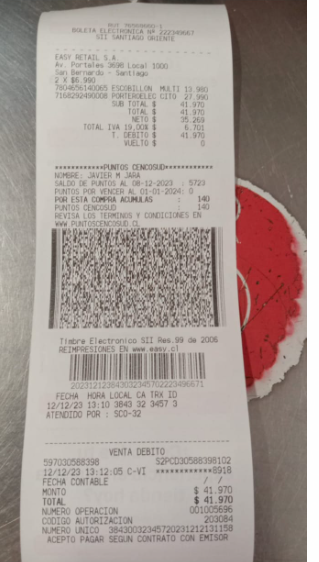 BOLETA ELECTRONICA Nº 222349667
SII SANTIAGO ORIENTE
EASY RETAIL S.A.
Av. Portales 3698 Local 1000
San Bernardo - Santiago
2 X $6.990
7804656140065 ESCOBILLON MULTI 13.980
7168292490008 PORTEROELEC CITO 27.990
SUB TOTAL $ 41.970
TOTAL $ 41.970
NETO $ 35.269
TOTAL IVA 19,00% $ 6.701
T. DEBITO $ 41.970
VUELTO $ 0
************PUNTOS CENCOSUD************
NOMBRE: JAVIER M JARA
SALDO DE PUNTOS AL 08-12-2023 : 5723
PUNTOS POR VENCER AL 01-01-2024: 0
POR ESTA COMPRA ACUMULAS : 140
PUNTOS CENCOSUD : 140
REVISA LOS TERMINOS Y CONDICIONES EN
WWW.PUNTOSCENCOSUD.CL
Timbre Electronico SII Res.99 de 2006
REIMPRESIONES EN www.easy.cl
FECHA HORA LOCAL CA TRX ID
12/12/23 13:10 3843 32 3457 3
ATENDIDO POR : SCO-32
VENTA DEBITO
597030588398 S2PCD30588398102
12/12/23 13:12:05 C-VI ************8918
FECHA CONTABLE / /
MONTO $ 41.970
TOTAL $ 41.970
NUMERO OPERACION 001005696
CODIGO AUTORIZACION 203084
NUMERO UNICO 38430032345720231212131158
ACEPTO PAGAR SEGUN CONTRATO CON EMISOR